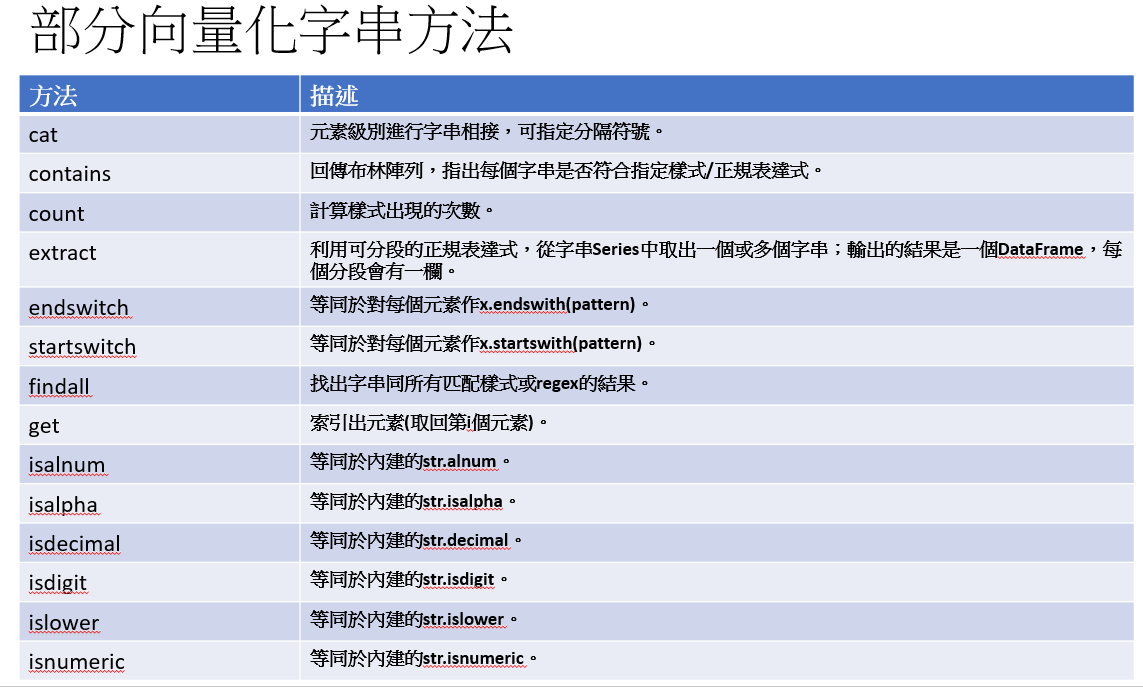 部分向量化字串方法
方法 描述
cat 元素級別進行字串相接，可指定分隔符號。
contains 回傳布林陣列，指出每個字串是否符合指定樣式/正規表達式。
count 計算樣式出現的次數。
extract 利用可分段的正規表達式，從字串Series中取出一個或多個字串；輸出的結果是一個DataFrame，每
個分段會有一欄。
endswitch 等同於對每個元素作x.endswith(pattern)。
startswitch 等同於對每個元素作x.startswith(pattern)。
findall 找出字串同所有匹配樣式或regex的結果。
get 索引出元素(取回第i個元素)。
isalnum 等同於內建的str.alnum。
isalpha 等同於內建的str.isalpha。
isdecimal 等同於內建的str.decimal。
isdigit 等同於內建的str.isdigit。
islower 等同於內建的str.islower。
isnumeric 等同於內建的str.isnumeric。